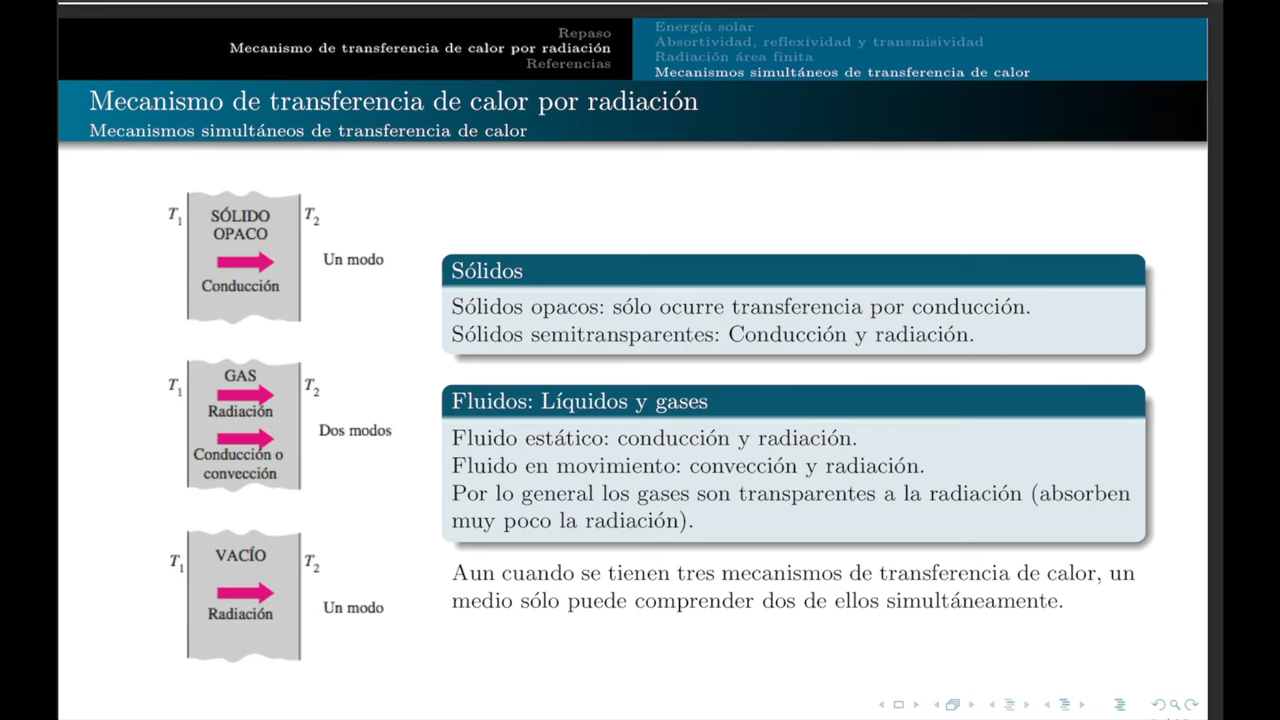 Repaso
Mecanismo de transferencia de calor por radiación
Referencias
Energía solar
Absortividad, reflexividad y transmisividad
Radiación área finita
Mecanismos simultáneos de transferencia de calor
Mecanismo de transferencia de calor por radiación
Mecanismos simultáneos de transferencia de calor
T1
SÓLIDO
OPACO
T2
Conducción
Un modo
T1
GAS
T2
Radiación
Conducción o
convección
Dos modos
T1
VACÍO
T2
Radiación
Un modo
Sólidos
Sólidos opacos: sólo ocurre transferencia por conducción.
Sólidos semitransparentes: Conducción y radiación.
Fluidos: Líquidos y gases
Fluido estático: conducción y radiación.
Fluido en movimiento: convección y radiación.
Por lo general los gases son transparentes a la radiación (absorben
muy poco la radiación).
Aun cuando se tienen tres mecanismos de transferencia de calor, un
medio sólo puede comprender dos de ellos simultáneamente.